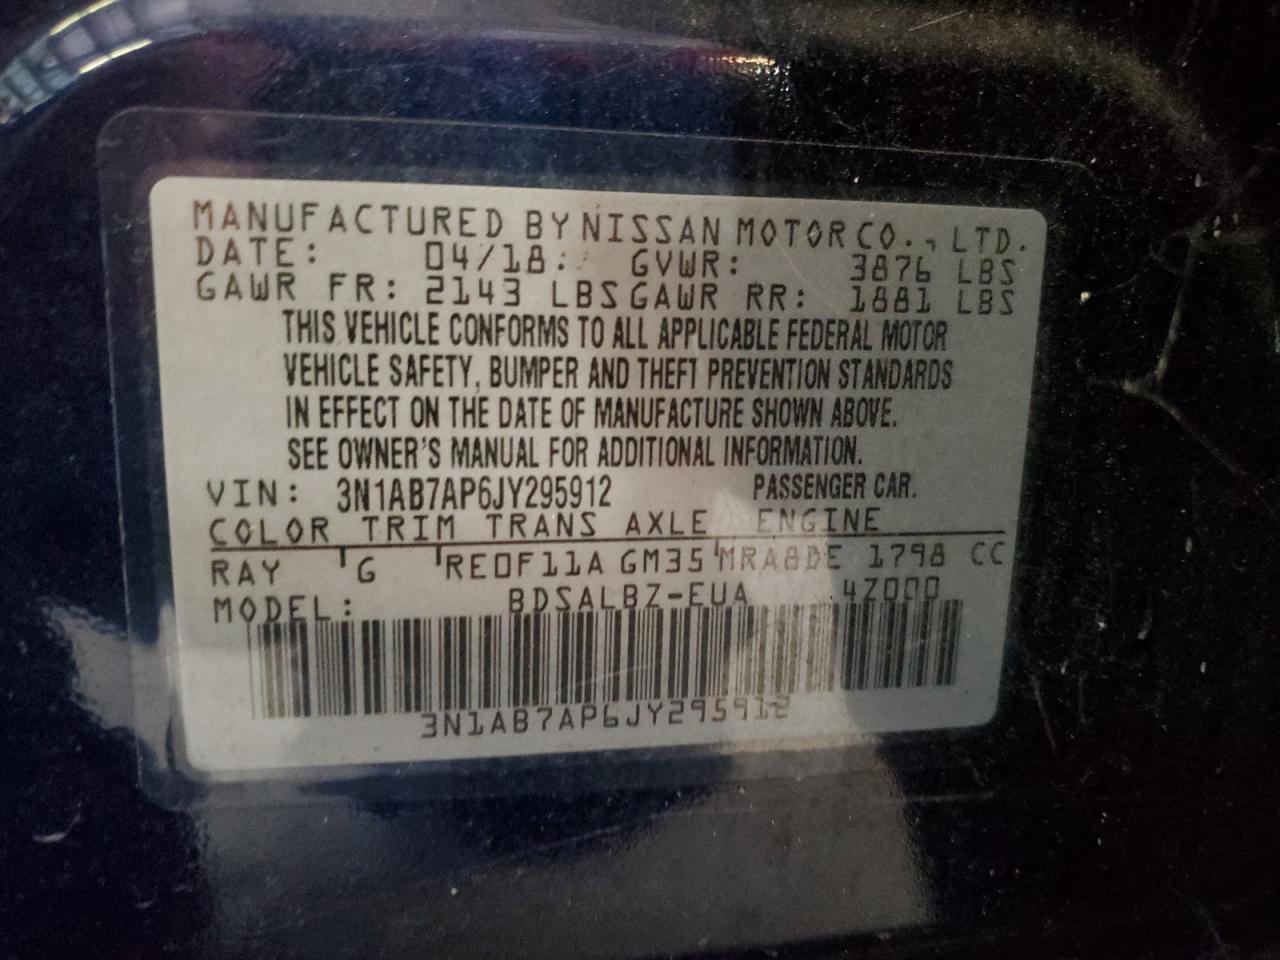 MANUFACTURED BY NISSAN MOTOR CO., LTD.
DATE: 04/18 GVWR: 3876 LBS
GAWR FR: 2143 LBS GAWR RR: 1881 LBS
THIS VEHICLE CONFORMS TO ALL APPLICABLE FEDERAL MOTOR
VEHICLE SAFETY, BUMPER AND THEFT PREVENTION STANDARDS
IN EFFECT ON THE DATE OF MANUFACTURE SHOWN ABOVE.
SEE OWNER'S MANUAL FOR ADDITIONAL INFORMATION.
VIN: 3N1AB7AP6JY295912 PASSENGER CAR.
COLOR TRIM TRANS AXLE ENGINE
RAY G RE0F11A GM35 MRA8DE 1798 CC
MODEL: BDSALBZ-EUA 4Z000
3N1AB7AP6JY295912